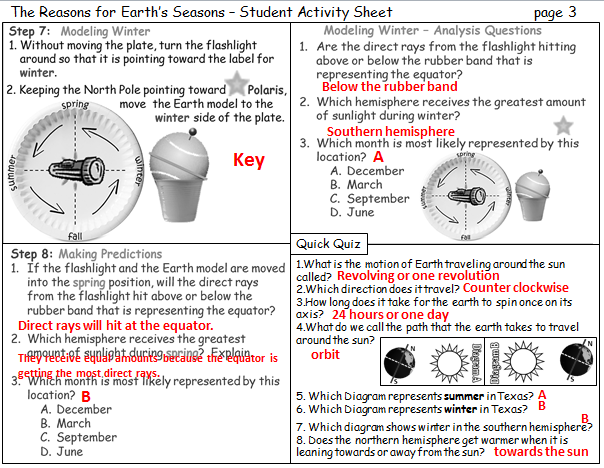 The Reasons for Earth's Seasons – Student Activity Sheet page 3
Step 7: Modeling Winter
1. Without moving the plate, turn the flashlight
around so that it is pointing toward the label for
winter.
2. Keeping the North Pole pointing toward Polaris,
move the Earth model to the
winter side of the plate.
spring
summer
winter
fall
Key
Modeling Winter – Analysis Questions
1. Are the direct rays from the flashlight hitting
above or below the rubber band that is
representing the equator?
Below the rubber band
2. Which hemisphere receives the greatest amount
of sunlight during winter?
Southern hemisphere
3. Which month is most likely represented by this
location? A
A. December
B. March
C. September
D. June
spring
summer
winter
fall
Step 8: Making Predictions
1. If the flashlight and the Earth model are moved
into the spring position, will the direct rays
from the flashlight hit above or below the
rubber band that is representing the equator?
Direct rays will hit at the equator.
2. Which hemisphere receives the greatest
amount of sunlight during spring? Explain.
They receive equal amounts because the equator is
getting the most direct rays.
3. Which month is most likely represented by this
location? B
A. December
B. March
C. September
D. June
Quick Quiz
1.What is the motion of Earth traveling around the sun
called? Revolving or one revolution
2.Which direction does it travel? Counter clockwise
3.How long does it take for the earth to spin once on its
axis? 24 hours or one day
4.What do we call the path that the earth takes to travel
around the sun?
orbit
N
S
Diagram A
Diagram B
N
S
5. Which Diagram represents summer in Texas? A
6. Which Diagram represents winter in Texas? B
7. Which diagram shows winter in the southern hemisphere? B
8. Does the northern hemisphere get warmer when it is
leaning towards or away from the sun? towards the sun